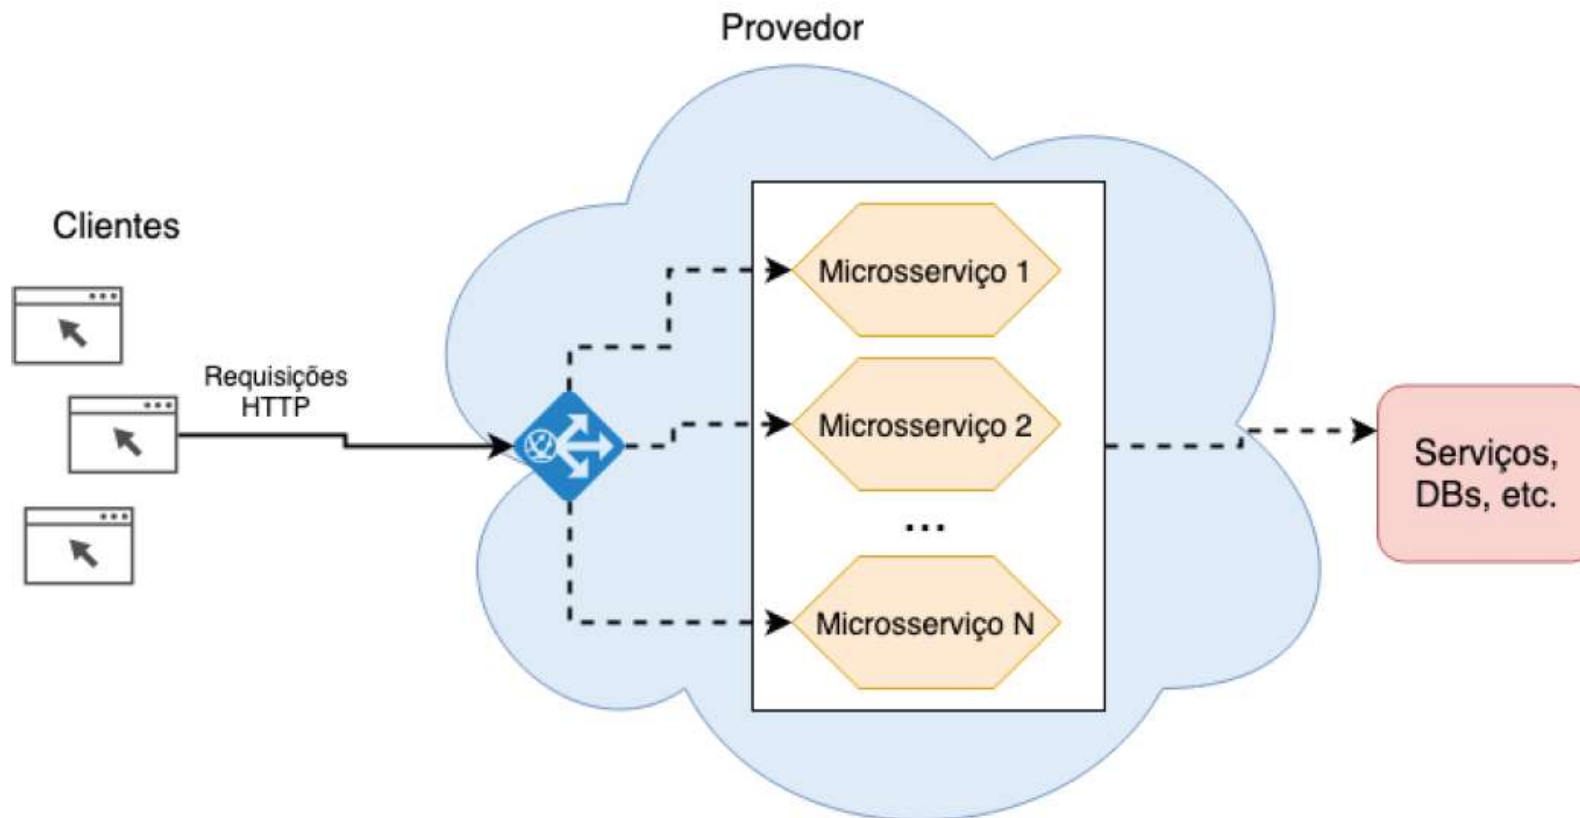 Provedor
Clientes
Requisições
HTTP
Microsserviço 1
Microsserviço 2
...
Microsserviço N
Serviços,
DBs, etc.